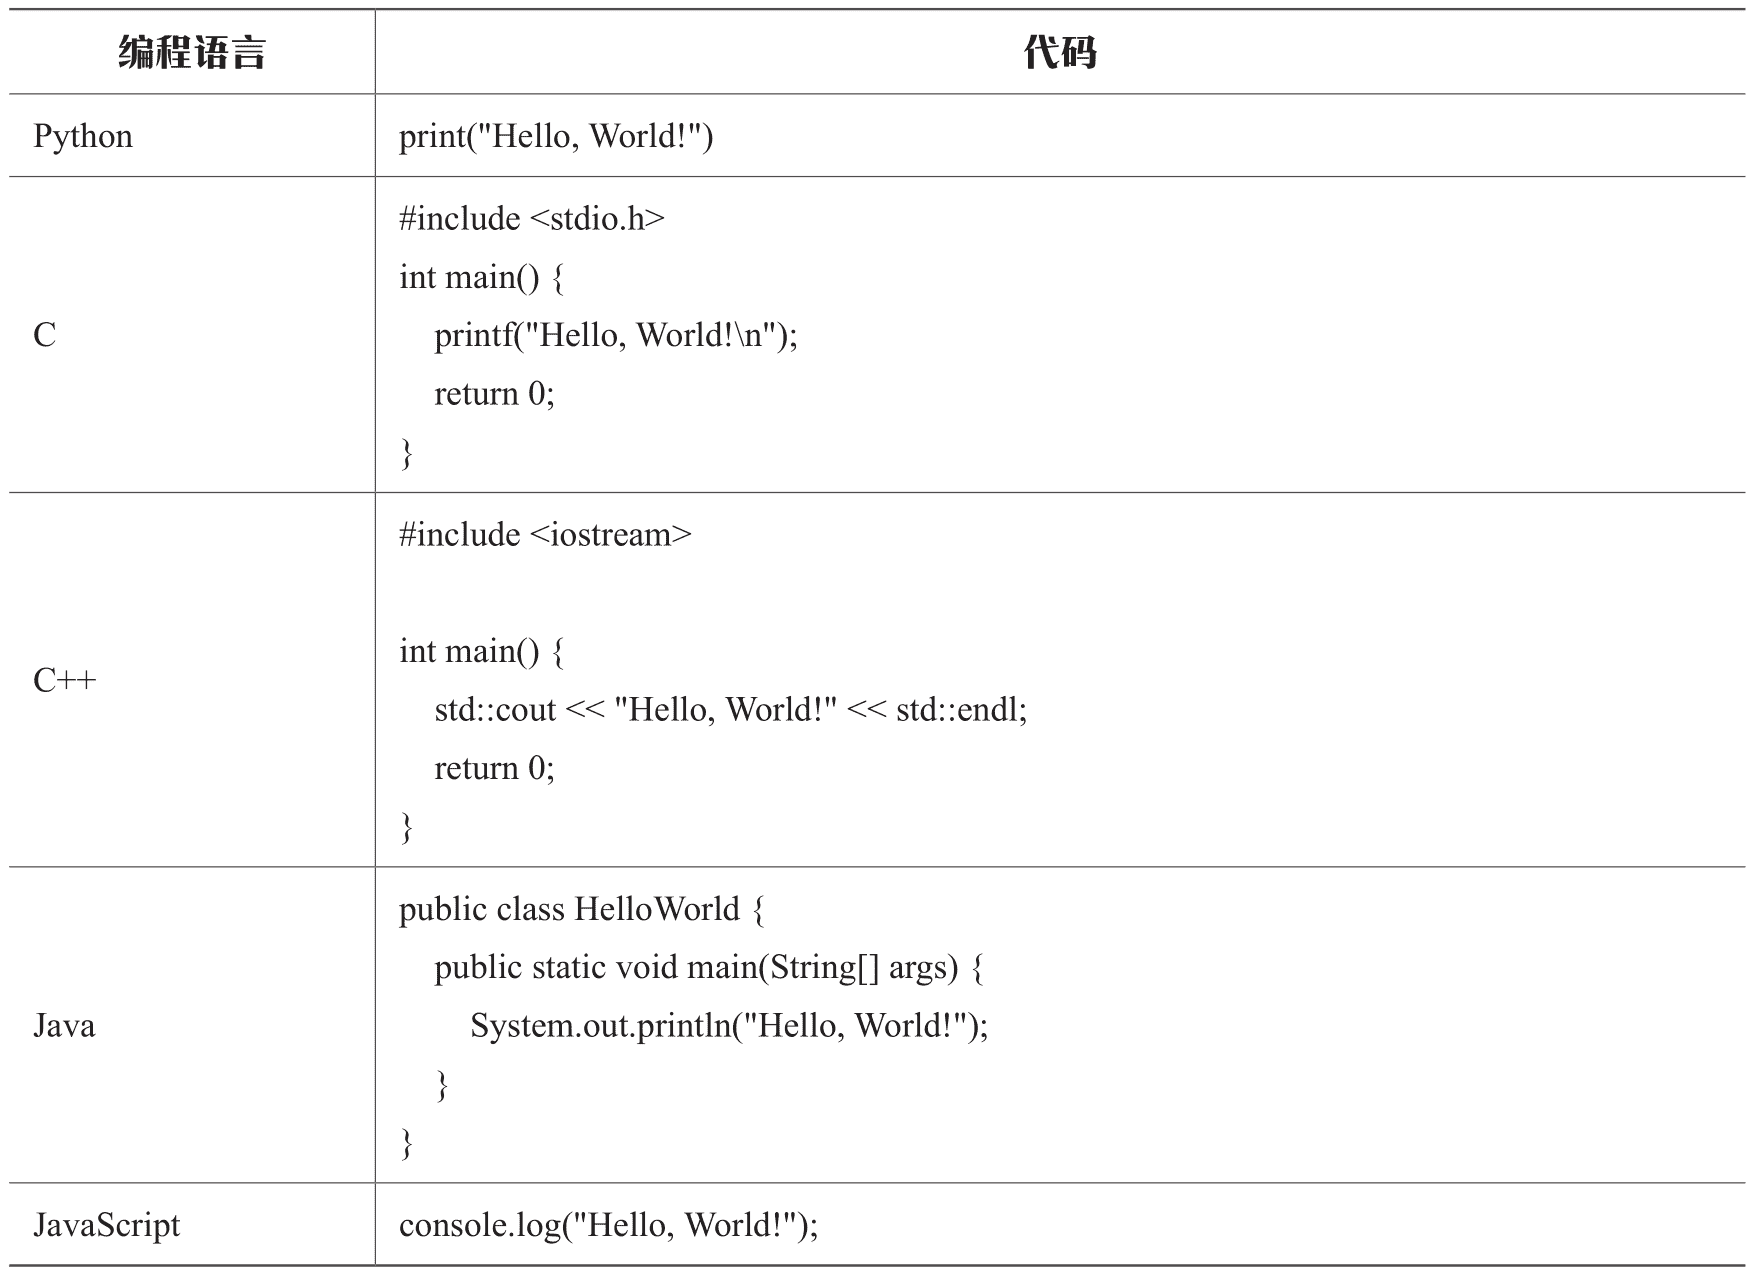 编程语言 代码
Python print("Hello, World!")
C
#include <stdio.h>
int main() {
    printf("Hello, World!\n");
    return 0;
}
C++
#include <iostream>

int main() {
    std::cout << "Hello, World!" << std::endl;
    return 0;
}
Java
public class HelloWorld {
    public static void main(String[] args) {
        System.out.println("Hello, World!");
    }
}
JavaScript console.log("Hello, World!");